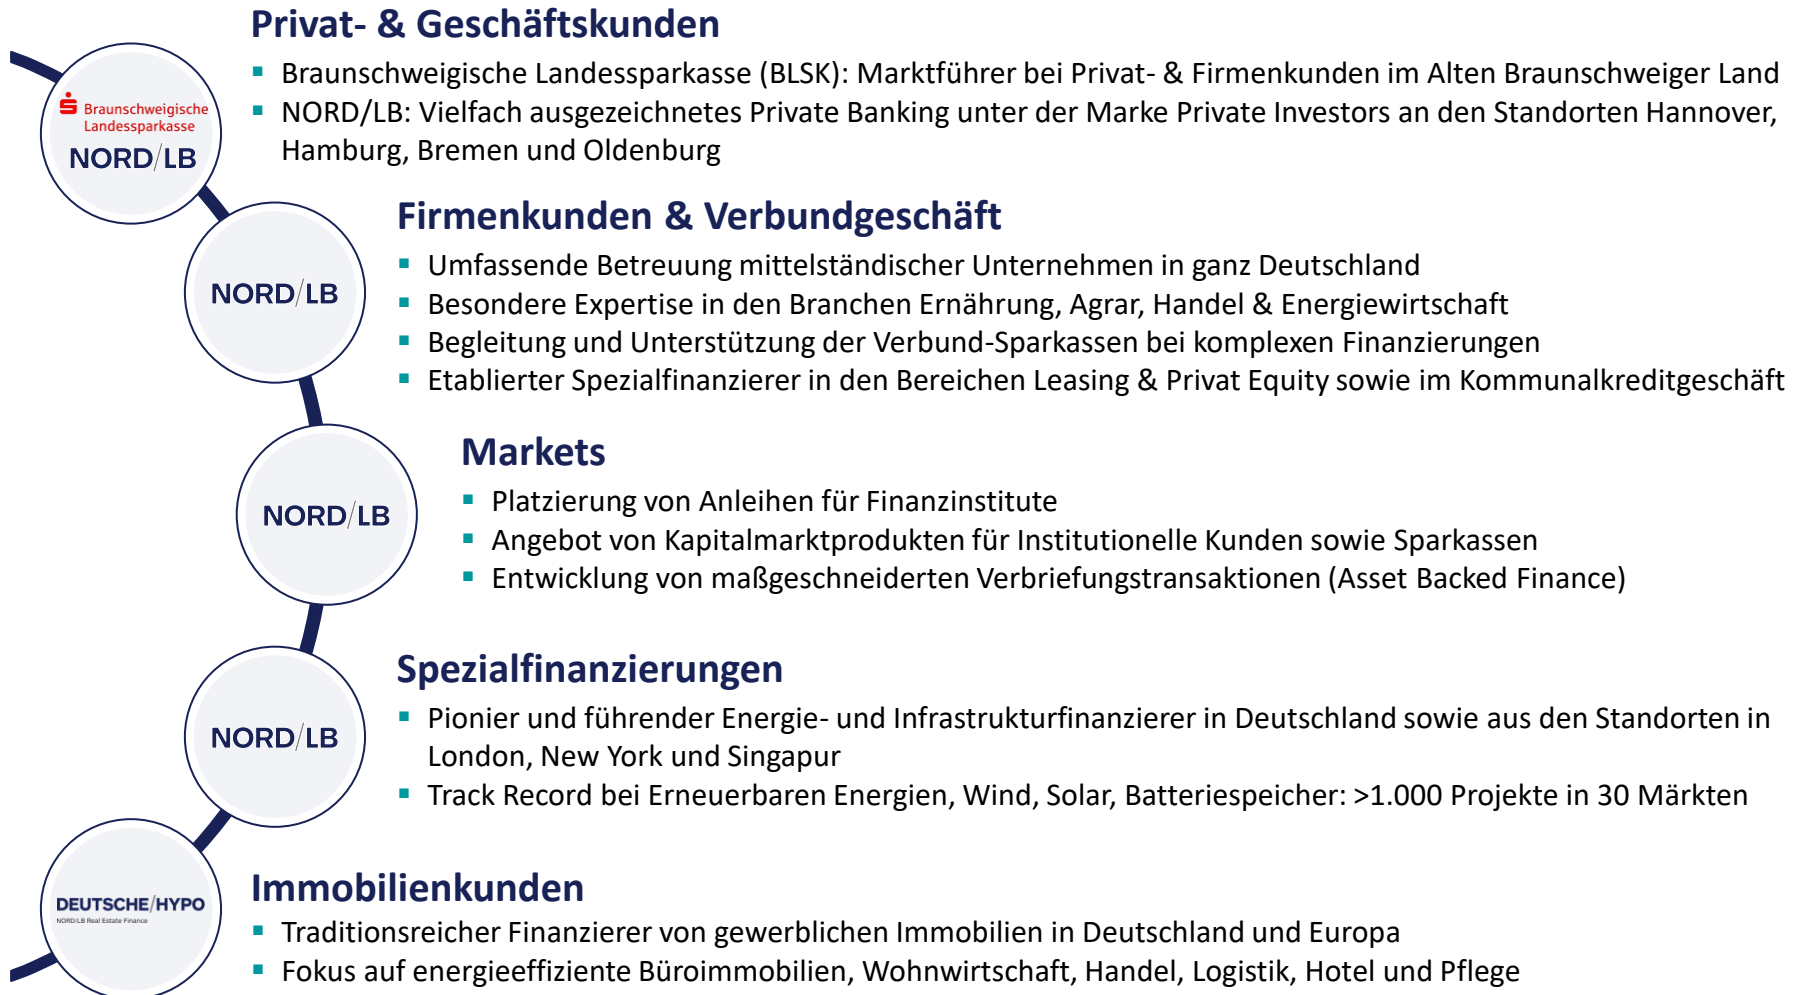 Privat- & Geschäftskunden
▪ Braunschweigische Landessparkasse (BLSK): Marktführer bei Privat- & Firmenkunden im Alten Braunschweiger Land
▪ NORD/LB: Vielfach ausgezeichnetes Private Banking unter der Marke Private Investors an den Standorten Hannover,
Hamburg, Bremen und Oldenburg
Braunschweigische
Landessparkasse
NORD/LB
Firmenkunden & Verbundgeschäft
▪ Umfassende Betreuung mittelständischer Unternehmen in ganz Deutschland
▪ Besondere Expertise in den Branchen Ernährung, Agrar, Handel & Energiewirtschaft
▪ Begleitung und Unterstützung der Verbund-Sparkassen bei komplexen Finanzierungen
▪ Etablierter Spezialfinanzierer in den Bereichen Leasing & Privat Equity sowie im Kommunalkreditgeschäft
NORD/LB
Markets
▪ Platzierung von Anleihen für Finanzinstitute
▪ Angebot von Kapitalmarktprodukten für Institutionelle Kunden sowie Sparkassen
▪ Entwicklung von maßgeschneiderten Verbriefungstransaktionen (Asset Backed Finance)
NORD/LB
Spezialfinanzierungen
▪ Pionier und führender Energie- und Infrastrukturfinanzierer in Deutschland sowie aus den Standorten in
London, New York und Singapur
▪ Track Record bei Erneuerbaren Energien, Wind, Solar, Batteriespeicher: >1.000 Projekte in 30 Märkten
NORD/LB
Immobilienkunden
▪ Traditionsreicher Finanzierer von gewerblichen Immobilien in Deutschland und Europa
▪ Fokus auf energieeffiziente Büroimmobilien, Wohnwirtschaft, Handel, Logistik, Hotel und Pflege
DEUTSCHE/HYPO
NORD/LB Real Estate Finance